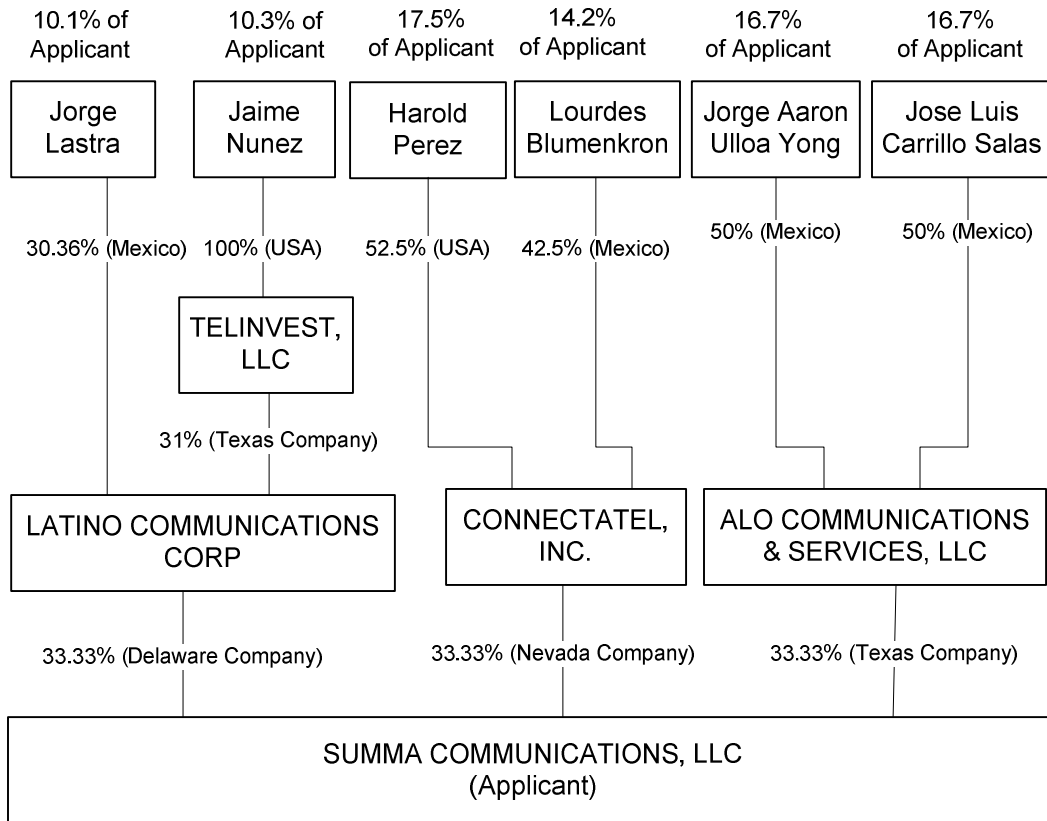 10.1% of
Applicant
10.3% of
Applicant
17.5%
of Applicant
14.2%
of Applicant
16.7%
of Applicant
16.7%
of Applicant
Jorge
Lastra
Jaime
Nunez
Harold
Perez
Lourdes
Blumenkron
Jorge Aaron
Ulloa Yong
Jose Luis
Carrillo Salas
30.36% (Mexico)
100% (USA)
52.5% (USA)
42.5% (Mexico)
50% (Mexico)
50% (Mexico)
TELINVEST,
LLC
31% (Texas Company)
LATINO COMMUNICATIONS
CORP
CONNECTATEL,
INC.
ALO COMMUNICATIONS
& SERVICES, LLC
33.33% (Delaware Company)
33.33% (Nevada Company)
33.33% (Texas Company)
SUMMA COMMUNICATIONS, LLC
(Applicant)